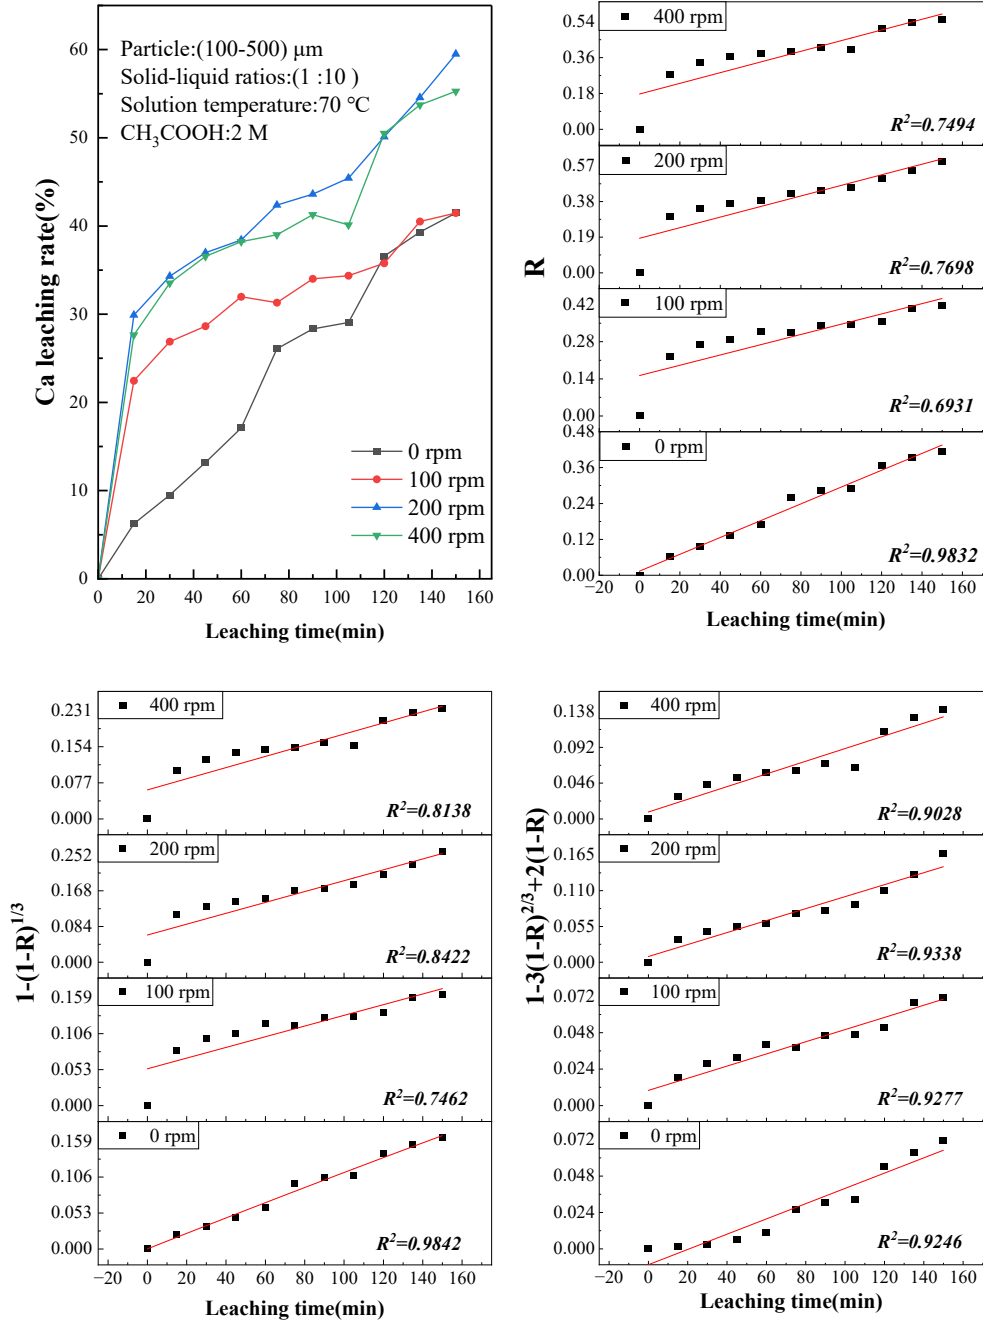 Particle:(100-500) μm
Solid-liquid ratios:(1 :10 )
Solution temperature:70 ℃
CH₃COOH:2 M
Ca leaching rate(%)
60
50
40
30
20
10
0
0 rpm
100 rpm
200 rpm
400 rpm
0 20 40 60 80 100 120 140 160
Leaching time(min)
R
400 rpm
0.54
0.36
0.18
0.00
R²=0.7494
200 rpm
0.57
0.38
0.19
0.00
R²=0.7698
100 rpm
0.42
0.28
0.14
0.00
R²=0.6931
0.48
0 rpm
0.36
0.24
0.12
0.00
R²=0.9832
−20 0 20 40 60 80 100 120 140 160
Leaching time(min)
1-(1-R)^1/3
400 rpm
0.231
0.154
0.077
0.000
R²=0.8138
200 rpm
0.252
0.168
0.084
0.000
R²=0.8422
100 rpm
0.159
0.106
0.053
0.000
R²=0.7462
0 rpm
0.159
0.106
0.053
0.000
R²=0.9842
−20 0 20 40 60 80 100 120 140 160
Leaching time(min)
1-3(1-R)^2/3+2(1-R)
400 rpm
0.138
0.092
0.046
0.000
R²=0.9028
200 rpm
0.165
0.110
0.055
0.000
R²=0.9338
100 rpm
0.072
0.048
0.024
0.000
R²=0.9277
0 rpm
0.072
0.048
0.024
0.000
R²=0.9246
−20 0 20 40 60 80 100 120 140 160
Leaching time(min)